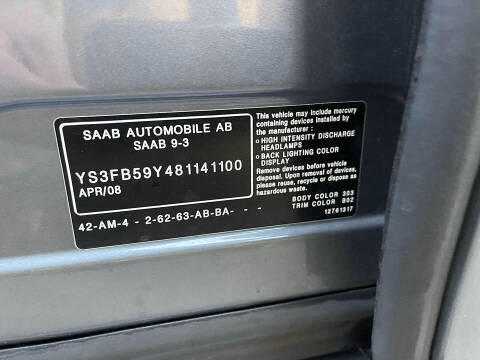 SAAB AUTOMOBILE AB
SAAB 9-3
YS3FB59Y481141100
APR/08
42-AM-4 - 2-62-63-AB-BA- - -
This vehicle may include mercury
containing devices installed by
the manufacturer :
○ HIGH INTENSITY DISCHARGE
HEADLAMPS
○ BACK LIGHTING COLOR
DISPLAY
Remove devices before vehicle
disposal. Upon removal of devices,
please reuse, recycle or dispose as
hazardous waste.
BODY COLOR 303
TRIM COLOR B02
12761317